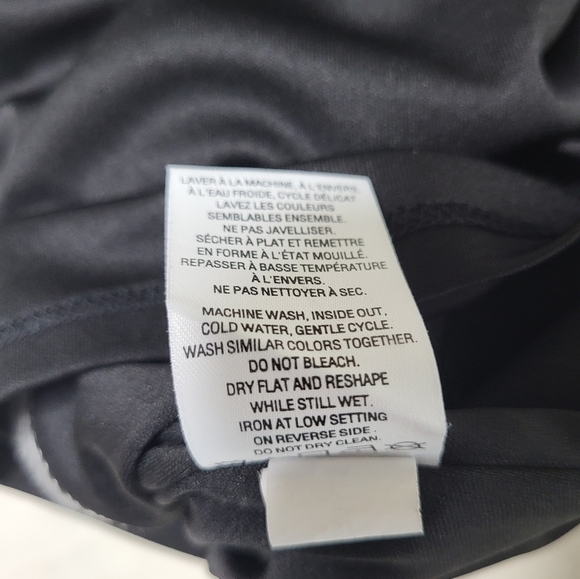 LAVER À LA MACHINE, À L'ENVERS,
À L'EAU FROIDE, CYCLE DÉLICAT
LAVEZ LES COULEURS
SEMBLABLES ENSEMBLE.
NE PAS JAVELLISER.
SÉCHER À PLAT ET REMETTRE
EN FORME À L'ÉTAT MOUILLÉ.
REPASSER À BASSE TEMPÉRATURE
À L'ENVERS.
NE PAS NETTOYER À SEC.
MACHINE WASH, INSIDE OUT,
COLD WATER, GENTLE CYCLE.
WASH SIMILAR COLORS TOGETHER.
DO NOT BLEACH.
DRY FLAT AND RESHAPE
WHILE STILL WET.
IRON AT LOW SETTING
ON REVERSE SIDE.
DO NOT DRY CLEAN.